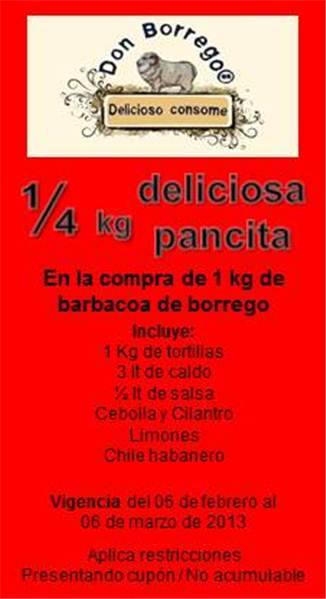 Don Borrego®
Delicioso consome
1/4 kg deliciosa
pancita
En la compra de 1 kg de
barbacoa de borrego
Incluye:
1 Kg de tortillas
3 lt de caldo
½ lt de salsa
Cebolla y Cilantro
Limones
Chile habanero
Vigencia del 06 de febrero al
06 de marzo de 2013
Aplica restricciones
Presentando cupón / No acumulable